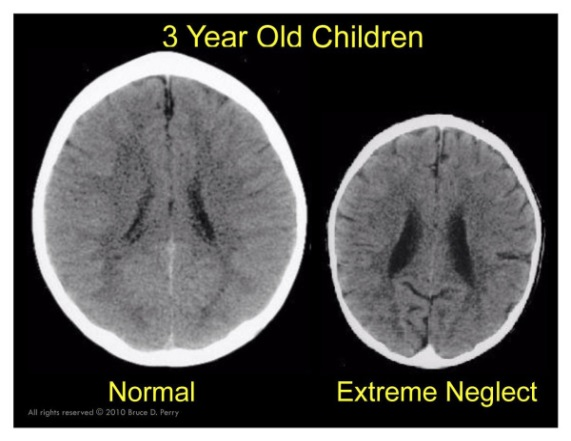 3 Year Old Children
Normal
Extreme Neglect
All rights reserved © 2010 Bruce D. Perry